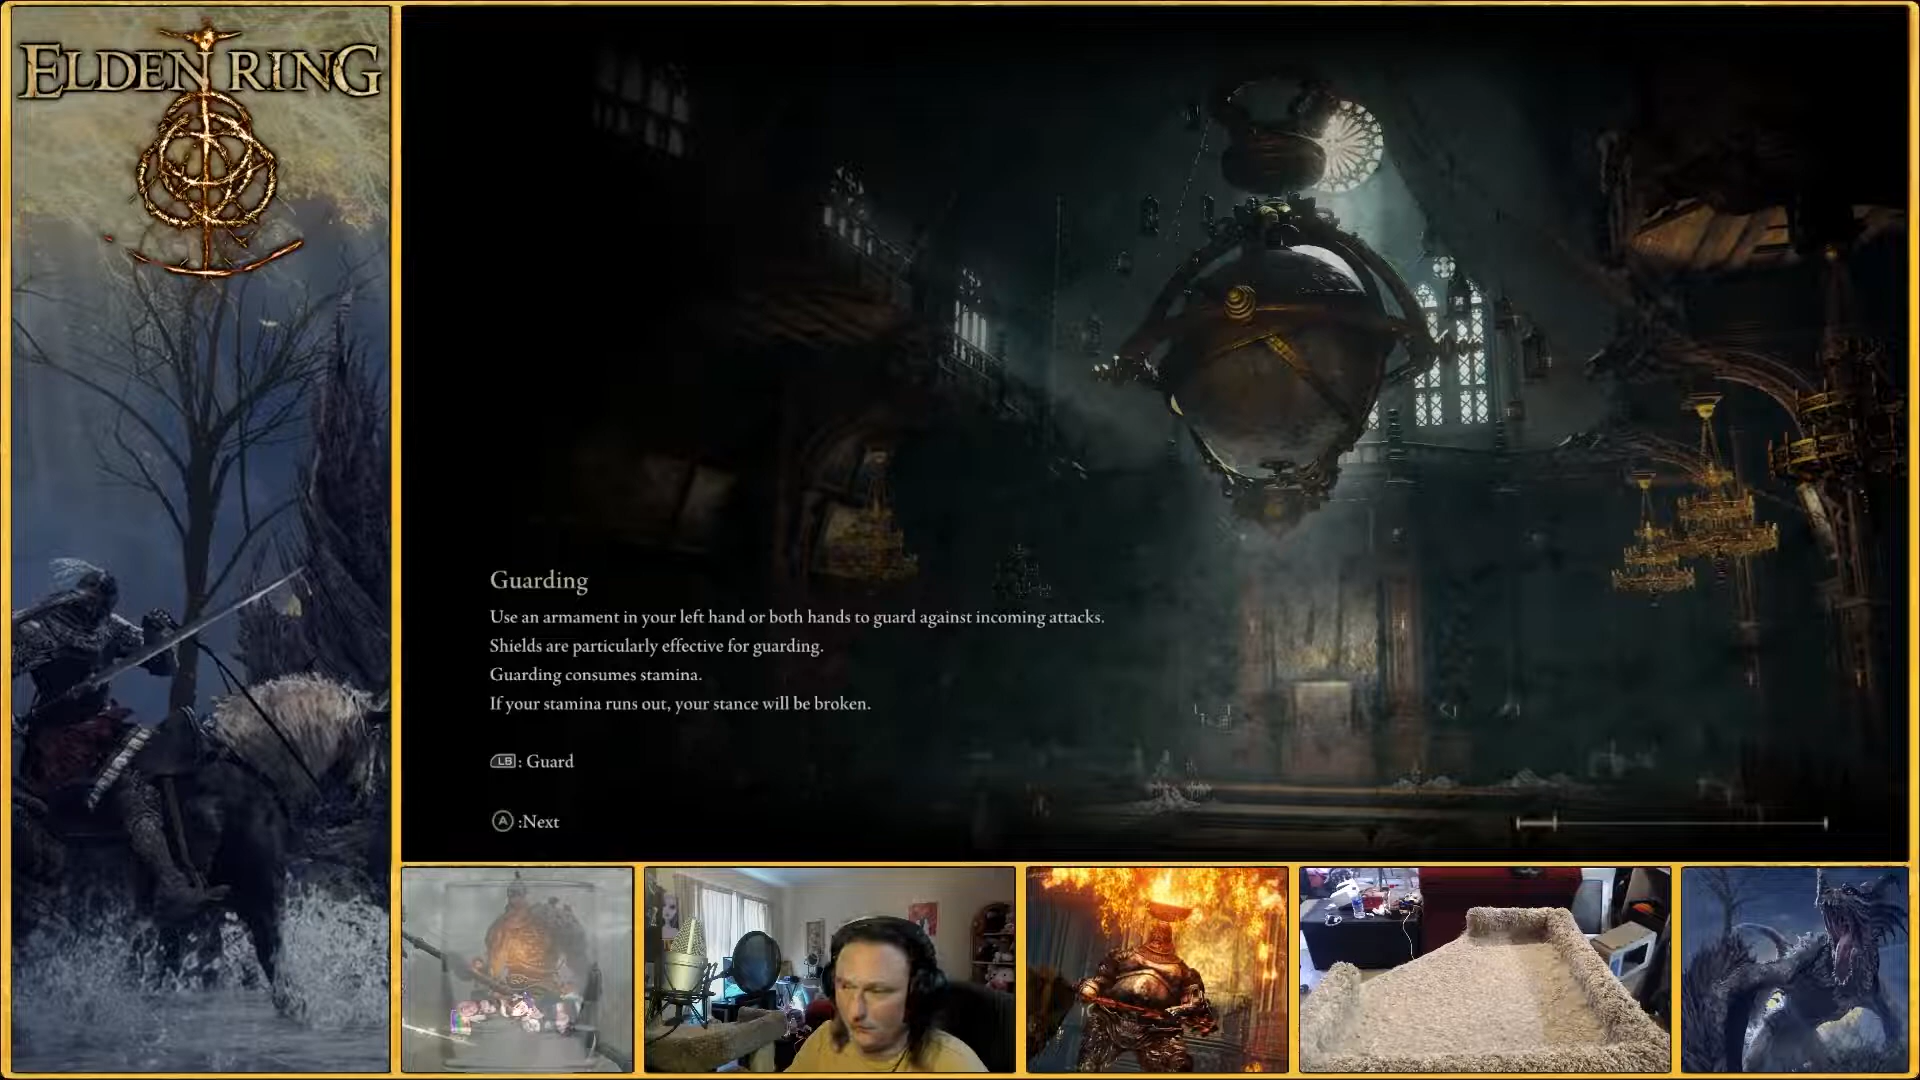 ELDEN RING
Guarding
Use an armament in your left hand or both hands to guard against incoming attacks.
Shields are particularly effective for guarding.
Guarding consumes stamina.
If your stamina runs out, your stance will be broken.
LB : Guard
A :Next